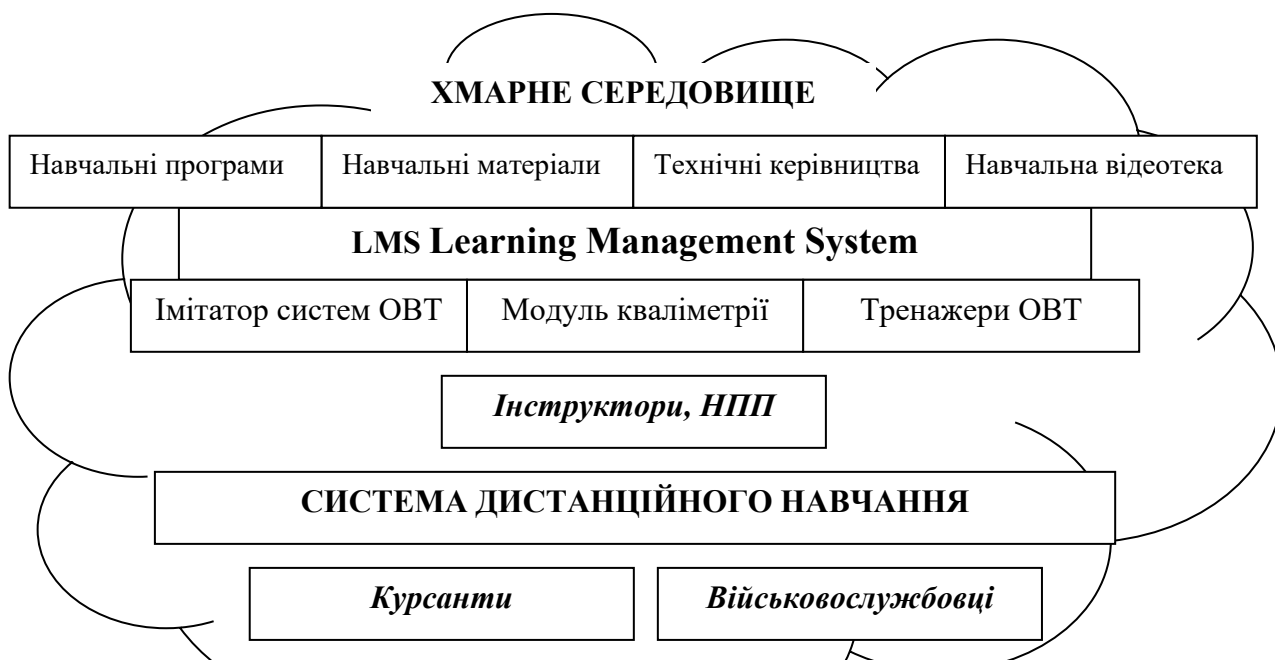 ХМАРНЕ СЕРЕДОВИЩЕ
Навчальні програми
Навчальні матеріали
Технічні керівництва
Навчальна відеотека
LMS Learning Management System
Імітатор систем ОВТ
Модуль кваліметрії
Тренажери ОВТ
Інструктори, НПП
СИСТЕМА ДИСТАНЦІЙНОГО НАВЧАННЯ
Курсанти
Військовослужбовці